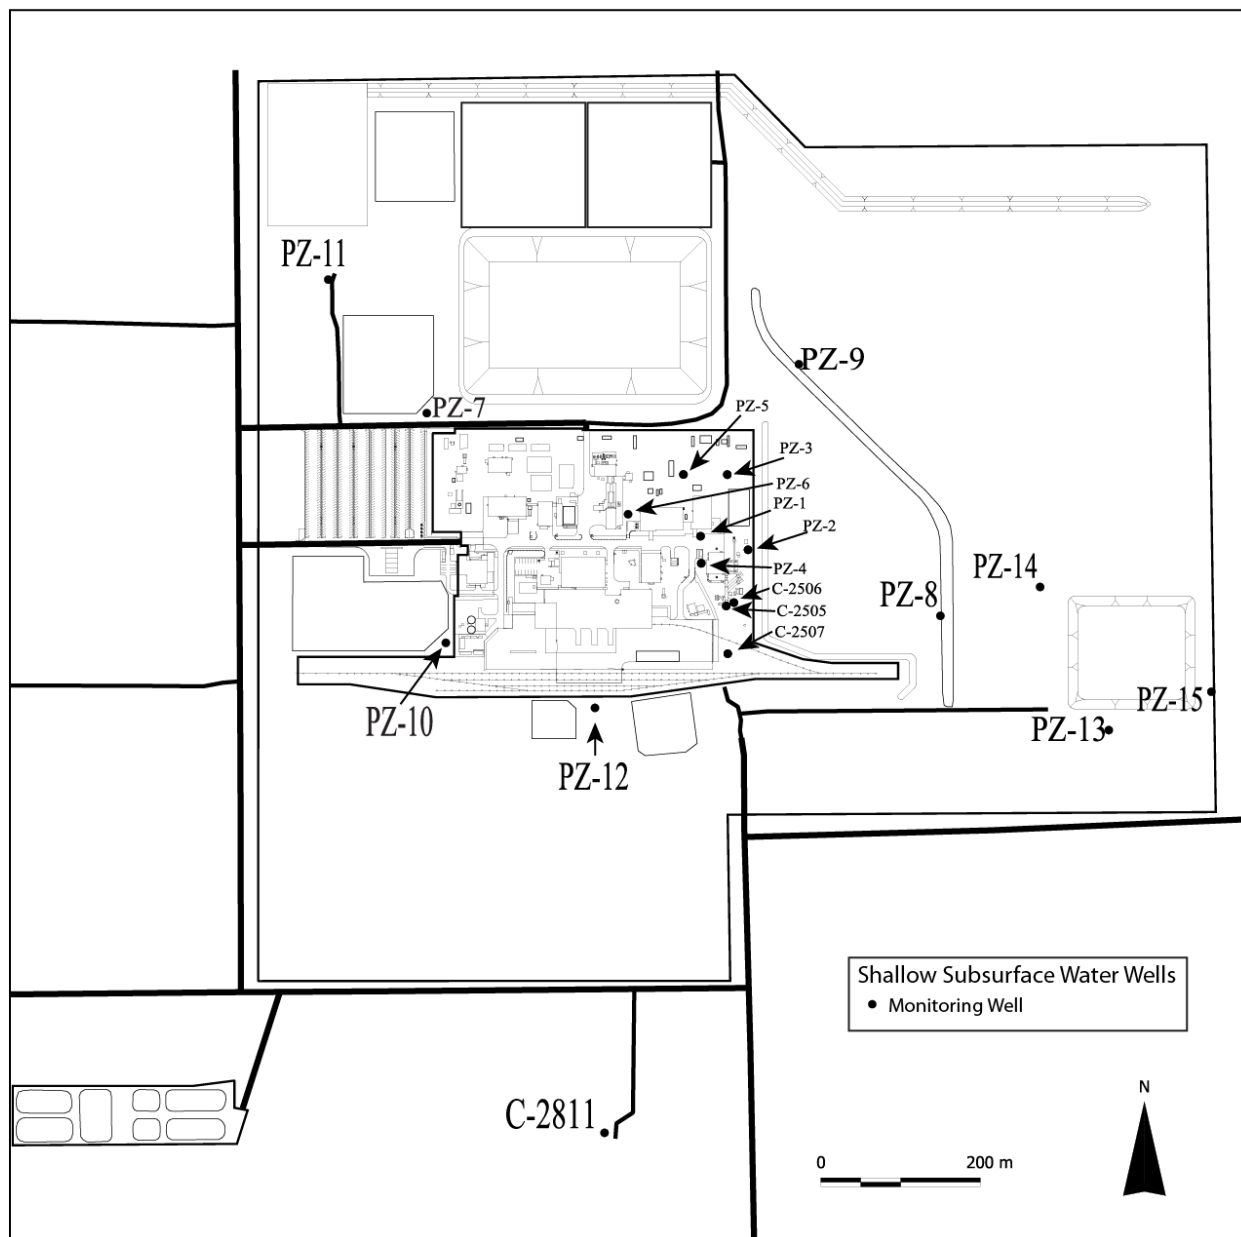 PZ-11
PZ-9
PZ-7
PZ-5
PZ-3
PZ-6
PZ-1
PZ-2
PZ-4
PZ-14
C-2506
PZ-8
C-2505
C-2507
PZ-15
PZ-10
PZ-13
PZ-12
Shallow Subsurface Water Wells
Monitoring Well
N
C-2811
0 200 m